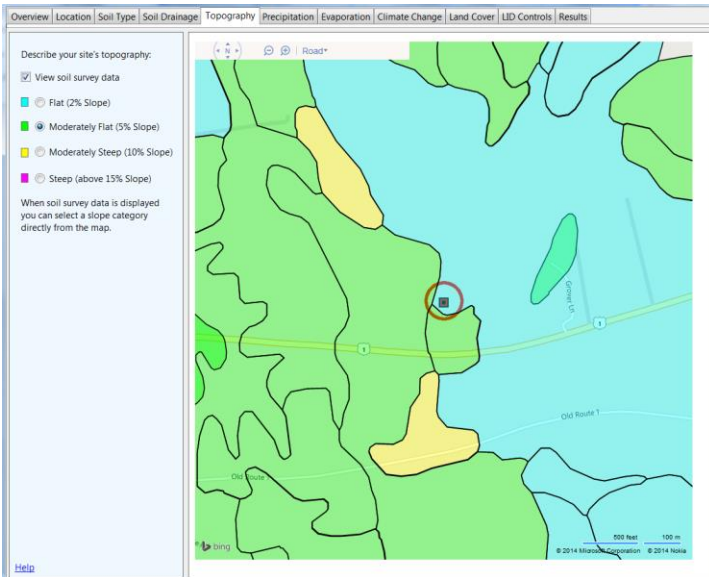 Overview Location Soil Type Soil Drainage Topography Precipitation Evaporation Climate Change Land Cover LID Controls Results
Describe your site's topography:
View soil survey data
Flat (2% Slope)
Moderately Flat (5% Slope)
Moderately Steep (10% Slope)
Steep (above 15% Slope)
When soil survey data is displayed
you can select a slope category
directly from the map.
Help
N
Road
Grover Ln
1
1
Old Route 1
Old Route
bing
500 feet 100 m
© 2014 Microsoft Corporation © 2014 Nokia